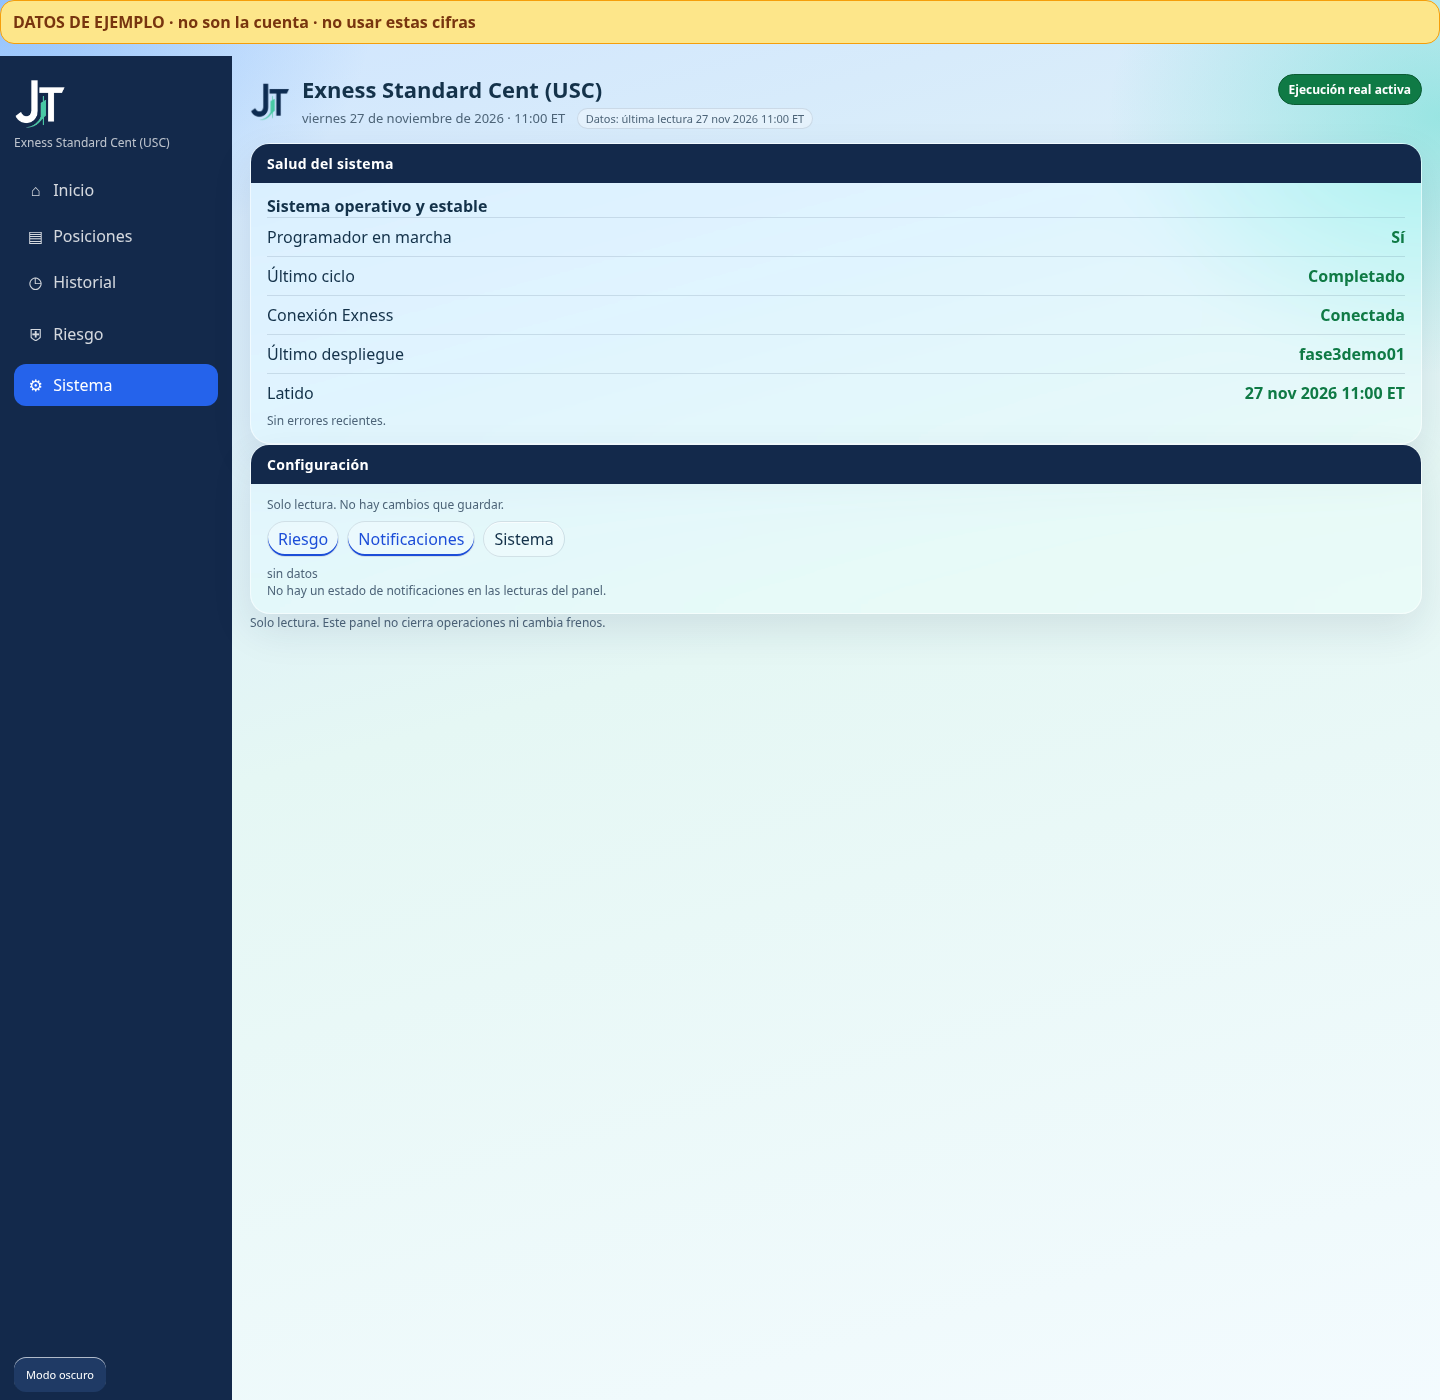 DATOS DE EJEMPLO · no son la cuenta · no usar estas cifras
JT
Exness Standard Cent (USC)
Inicio
Posiciones
Historial
Riesgo
Sistema
Modo oscuro
JT
Exness Standard Cent (USC)
viernes 27 de noviembre de 2026 · 11:00 ET Datos: última lectura 27 nov 2026 11:00 ET
Ejecución real activa
Salud del sistema
Sistema operativo y estable
Programador en marcha Sí
Último ciclo Completado
Conexión Exness Conectada
Último despliegue fase3demo01
Latido 27 nov 2026 11:00 ET
Sin errores recientes.
Configuración
Solo lectura. No hay cambios que guardar.
Riesgo Notificaciones Sistema
sin datos
No hay un estado de notificaciones en las lecturas del panel.
Solo lectura. Este panel no cierra operaciones ni cambia frenos.